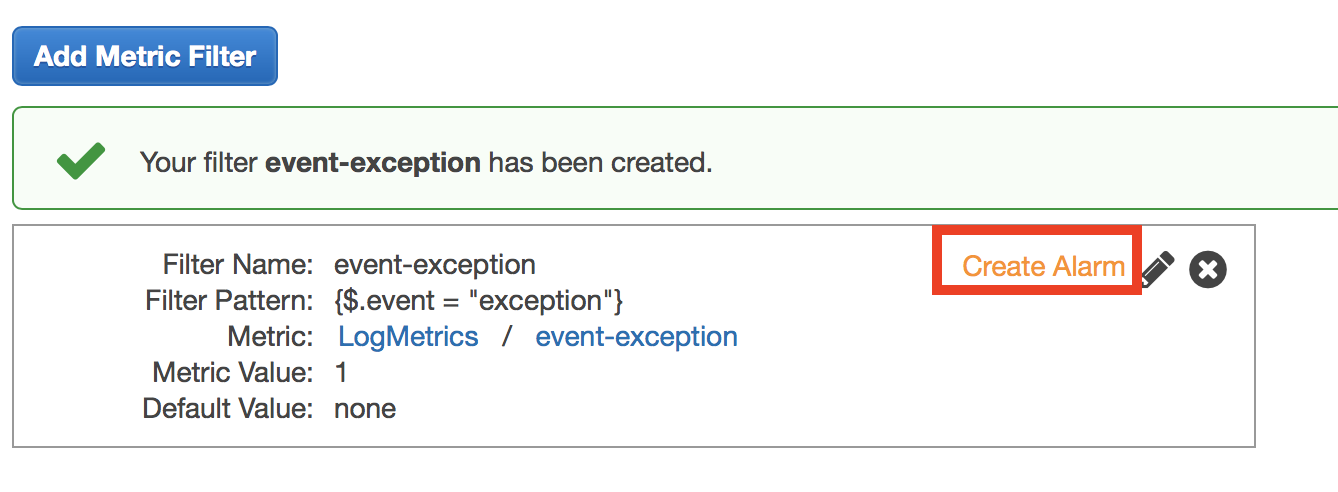 Add Metric Filter
Your filter event-exception has been created.
Create Alarm
Filter Name: event-exception
Filter Pattern: {$.event = "exception"}
Metric: LogMetrics / event-exception
Metric Value: 1
Default Value: none